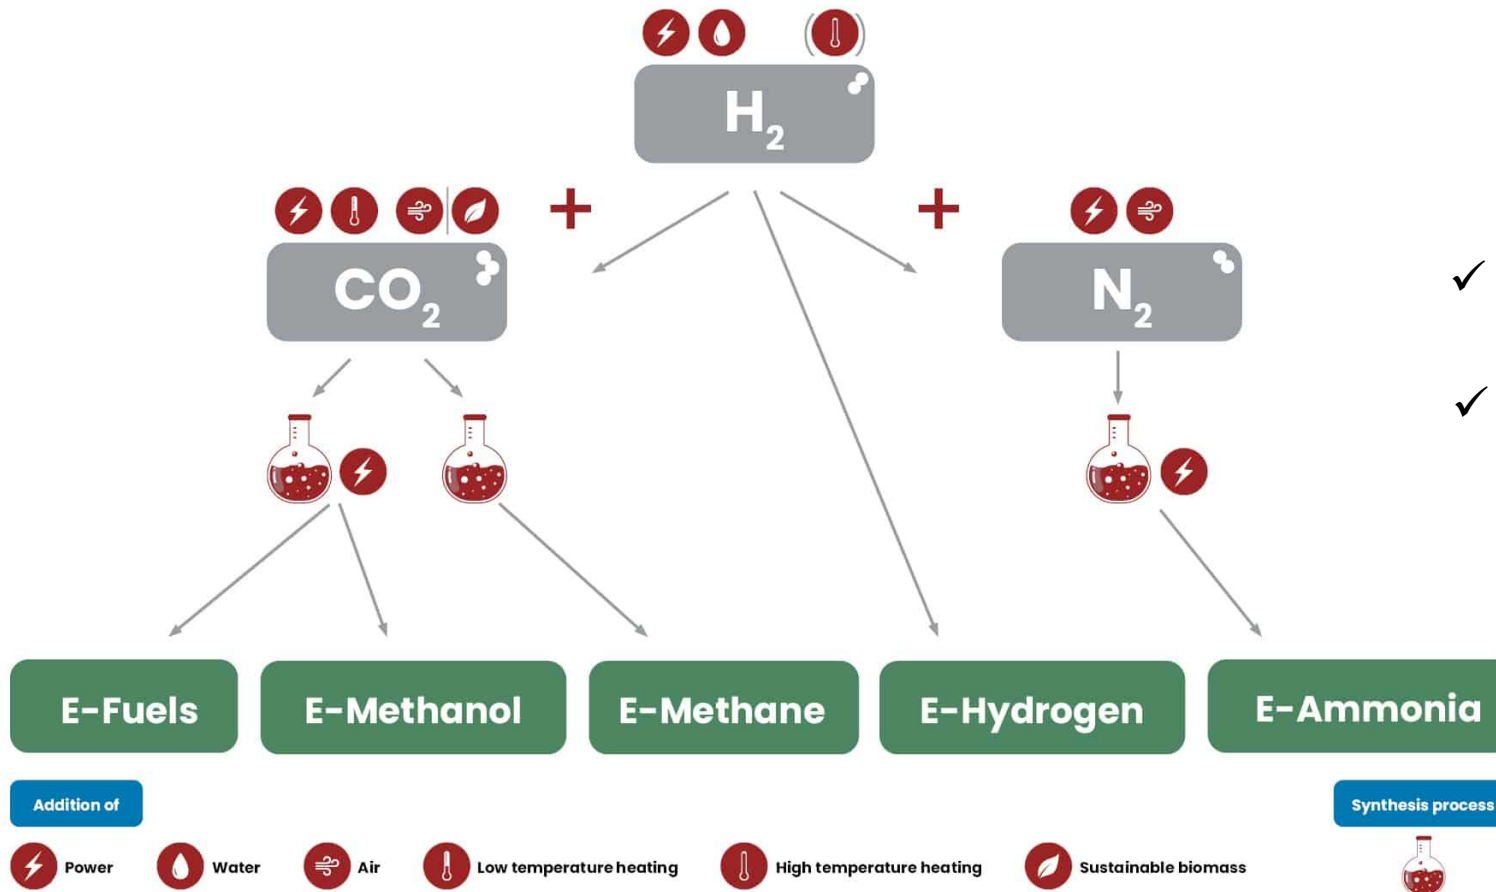 H₂
CO₂
N₂
E-Fuels
E-Methanol
E-Methane
E-Hydrogen
E-Ammonia
Addition of
Synthesis process
Power
Water
Air
Low temperature heating
High temperature heating
Sustainable biomass